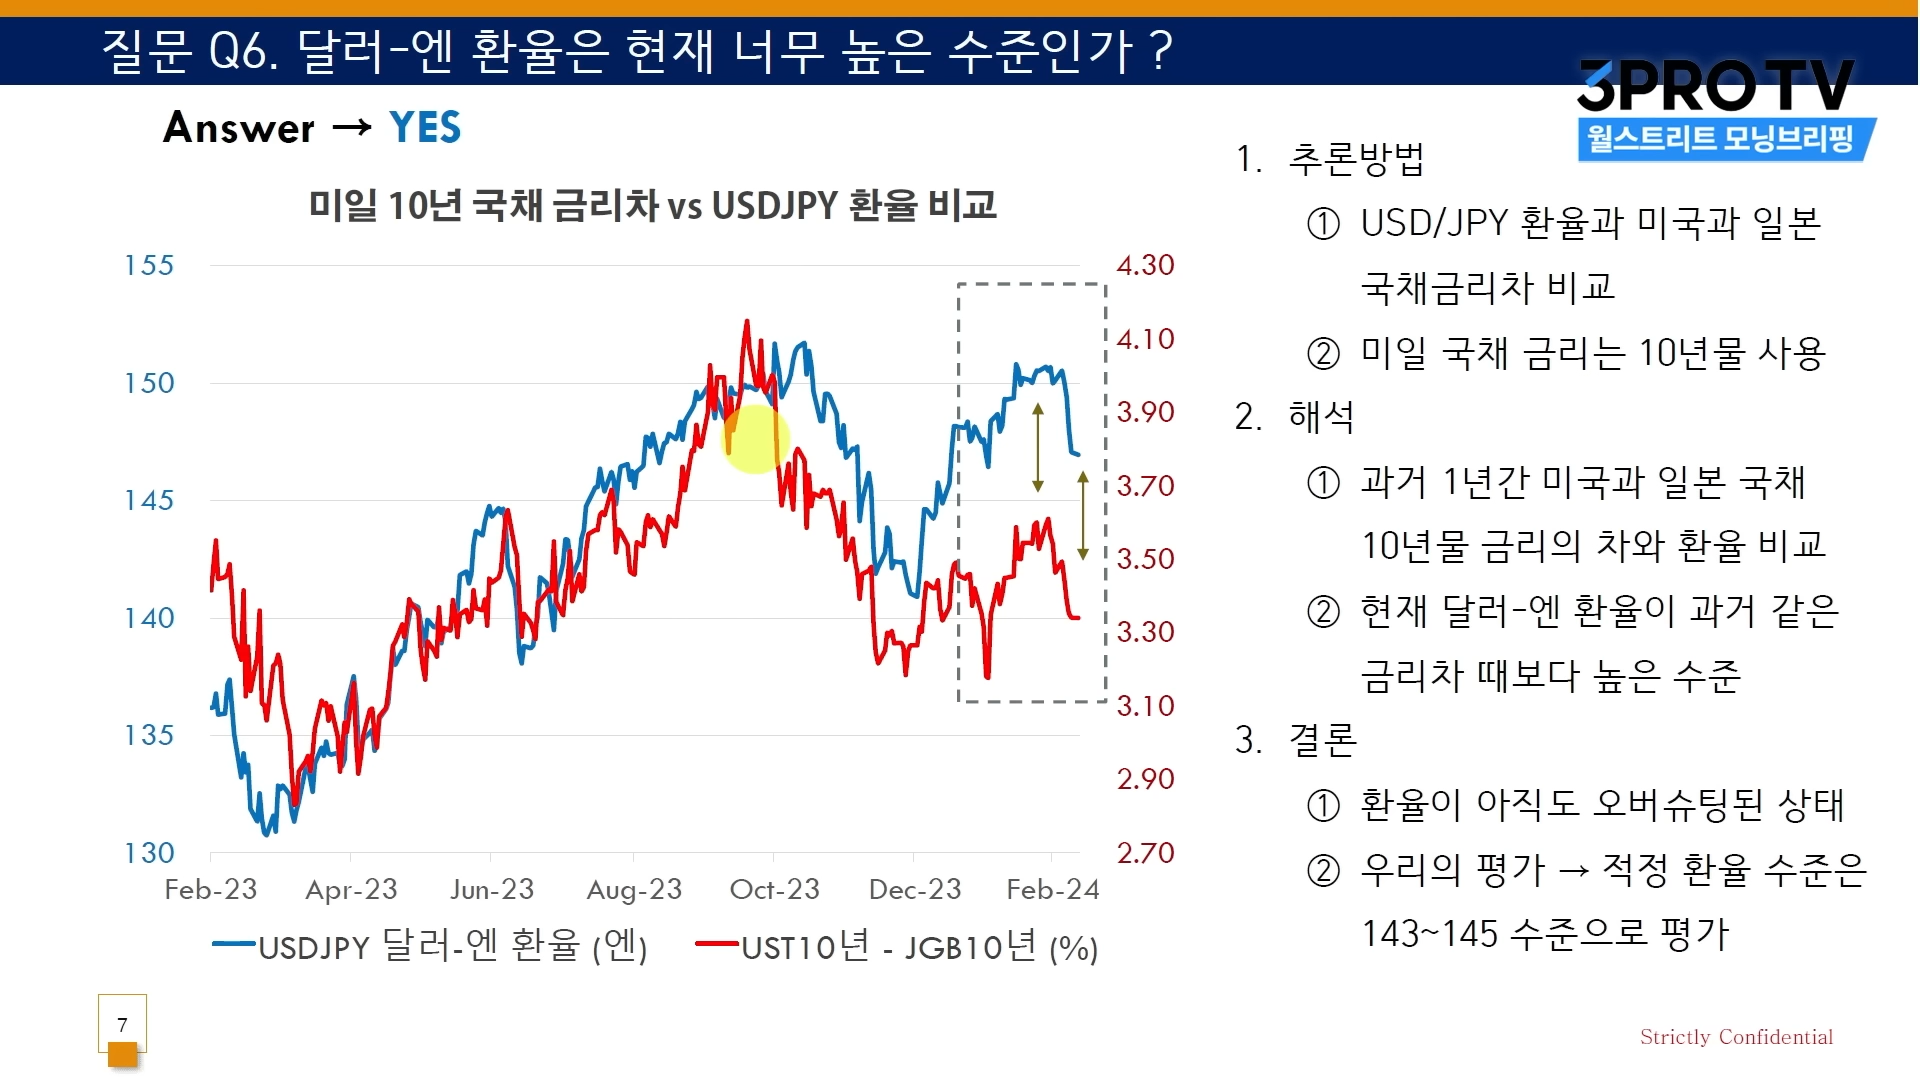 질문 Q6. 달러-엔 환율은 현재 너무 높은 수준인가 ?
3PRO TV
월스트리트 모닝브리핑
Answer → YES
미일 10년 국채 금리차 vs USDJPY 환율 비교
155
150
145
140
135
130
4.30
4.10
3.90
3.70
3.50
3.30
3.10
2.90
2.70
Feb-23 Apr-23 Jun-23 Aug-23 Oct-23 Dec-23 Feb-24
USDJPY 달러-엔 환율 (엔) UST10년 - JGB10년 (%)
1. 추론방법
① USD/JPY 환율과 미국과 일본
국채금리차 비교
② 미일 국채 금리는 10년물 사용
2. 해석
① 과거 1년간 미국과 일본 국채
10년물 금리의 차와 환율 비교
② 현재 달러-엔 환율이 과거 같은
금리차 때보다 높은 수준
3. 결론
① 환율이 아직도 오버슈팅된 상태
② 우리의 평가 → 적정 환율 수준은
143~145 수준으로 평가
7
Strictly Confidential